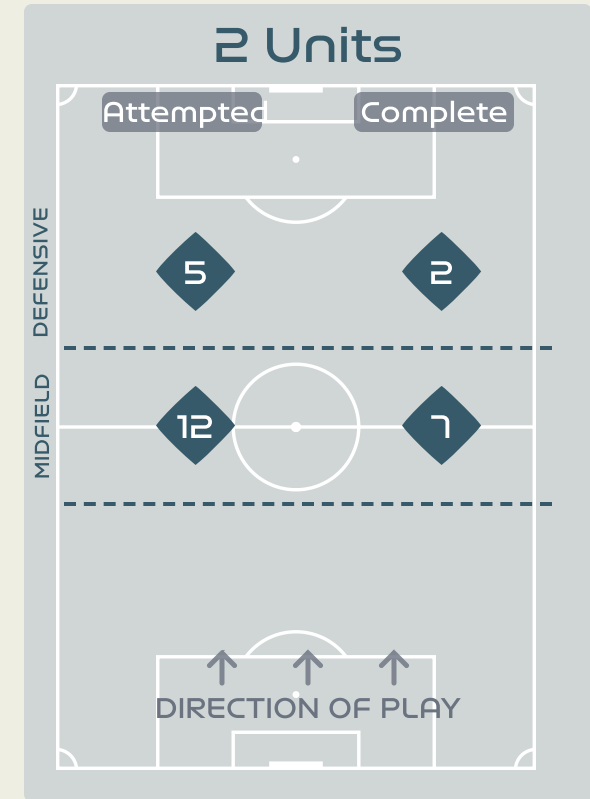 2 Units
Attempted Complete
DEFENSIVE
5 2
MIDFIELD
12 7
DIRECTION OF PLAY